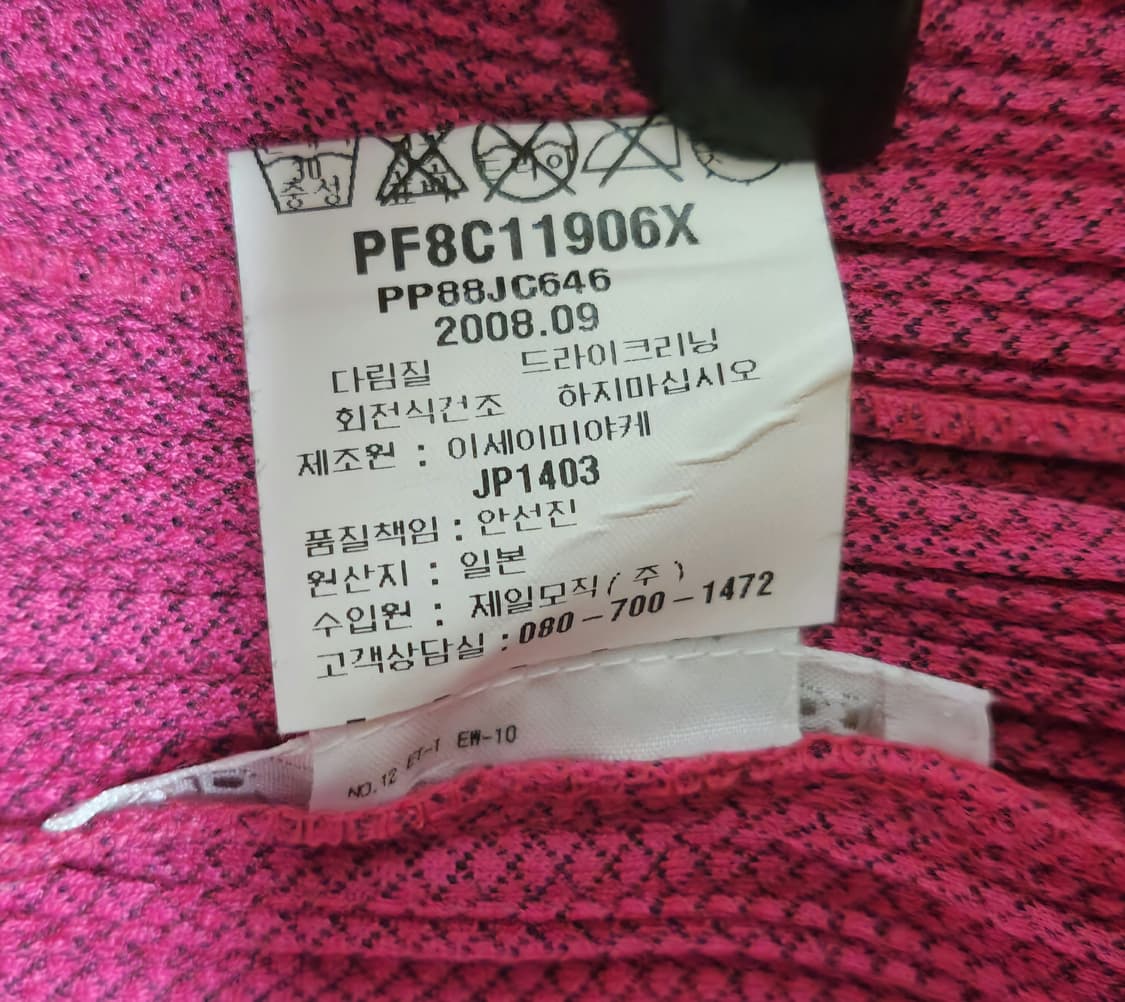 중성
PF8C11906X
PP88JC646
2008.09
다림질 드라이크리닝
회전식건조 하지마십시오
제조원 : 이세이미야케
JP1403
품질책임 : 안선진
원산지 : 일본
수입원 : 제일모직(주)
고객상담실 : 080-700-1472
NO.12 ET-T EW-10